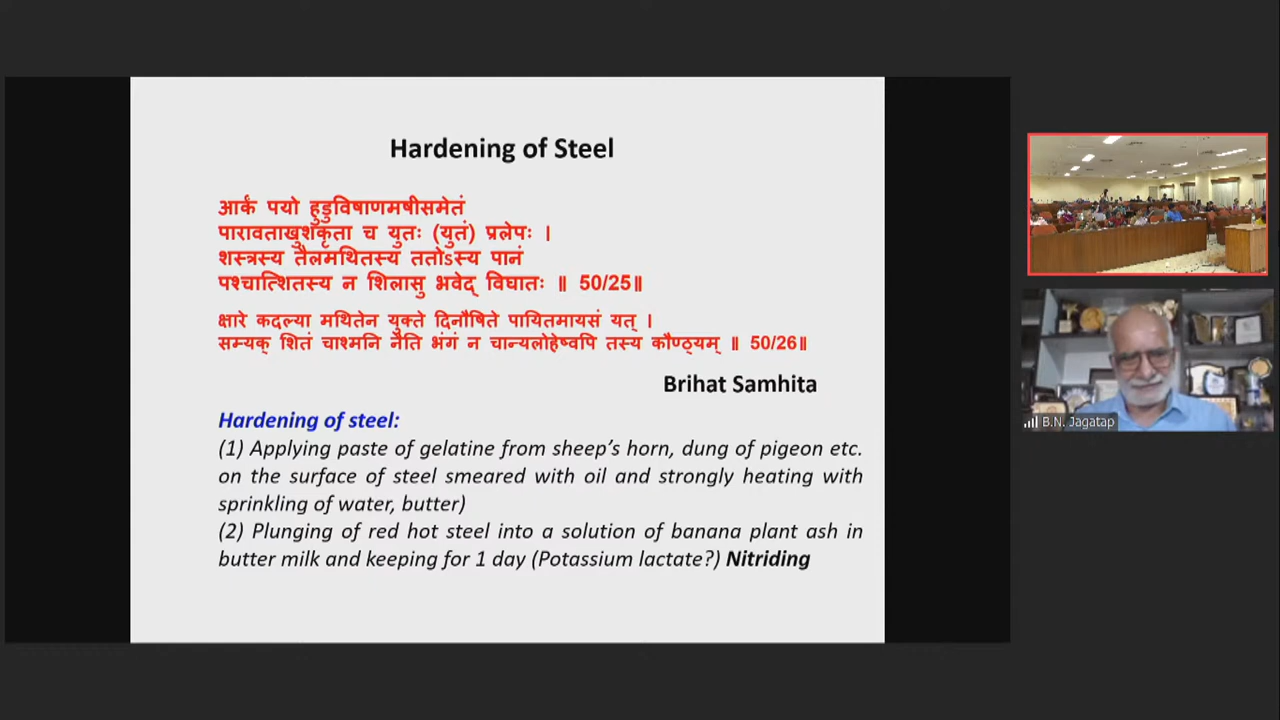 Hardening of Steel
आर्कं पयो हुडुविषाणमषीसमेतं
पारावताखुशकृता च युतः (युतं) प्रलेपः ।
शस्त्रस्य तैलमथितस्य ततोऽस्य पानं
पश्चात्शितस्य न शिलासु भवेद् विघातः ॥ 50/25॥
क्षारे कदल्या मथितेन युक्ते दिनौषिते पायितमायसं यत् ।
सम्यक् शितं चाश्मनि नैति भंगं न चान्यलोहेष्वपि तस्य कौण्ठ्यम् ॥ 50/26॥
Brihat Samhita
Hardening of steel:
(1) Applying paste of gelatine from sheep's horn, dung of pigeon etc.
on the surface of steel smeared with oil and strongly heating with
sprinkling of water, butter)
(2) Plunging of red hot steel into a solution of banana plant ash in
butter milk and keeping for 1 day (Potassium lactate?) Nitriding
B.N. Jagatap